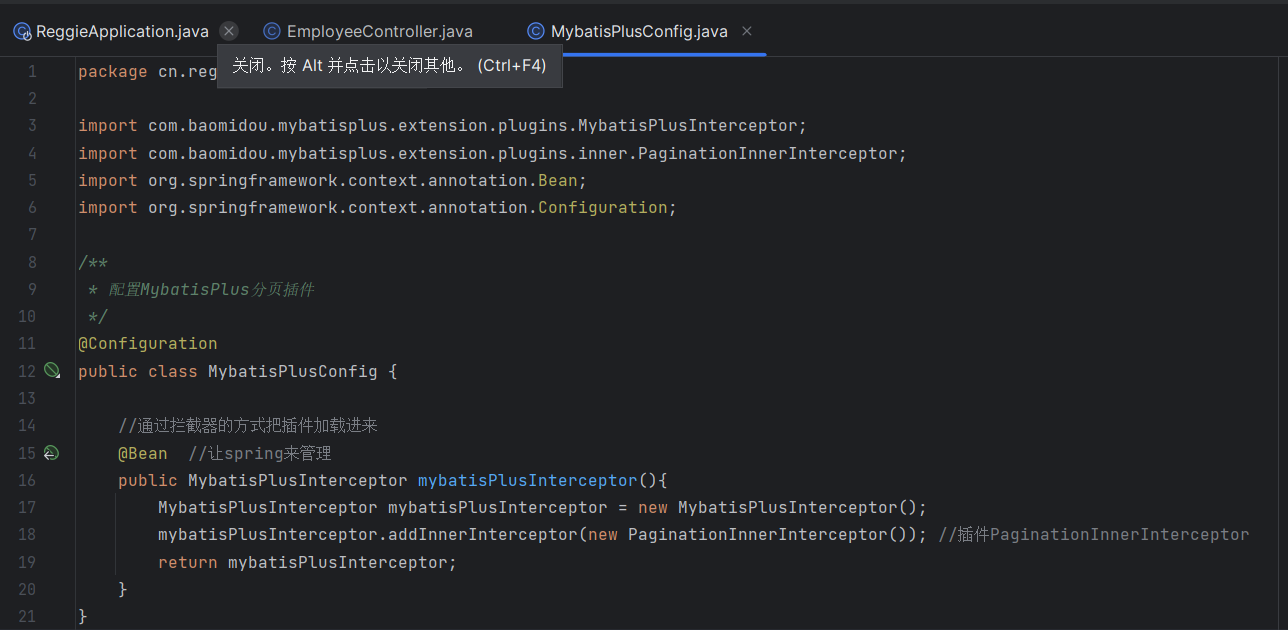 ReggieApplication.java EmployeeController.java MybatisPlusConfig.java
关闭。按 Alt 并点击以关闭其他。 (Ctrl+F4)
1 package cn.reg
2
3 import com.baomidou.mybatisplus.extension.plugins.MybatisPlusInterceptor;
4 import com.baomidou.mybatisplus.extension.plugins.inner.PaginationInnerInterceptor;
5 import org.springframework.context.annotation.Bean;
6 import org.springframework.context.annotation.Configuration;
7
8 /**
9 * 配置MybatisPlus分页插件
10 */
11 @Configuration
12 public class MybatisPlusConfig {
13
14 //通过拦截器的方式把插件加载进来
15 @Bean //让spring来管理
16 public MybatisPlusInterceptor mybatisPlusInterceptor(){
17 MybatisPlusInterceptor mybatisPlusInterceptor = new MybatisPlusInterceptor();
18 mybatisPlusInterceptor.addInnerInterceptor(new PaginationInnerInterceptor()); //插件PaginationInnerInterceptor
19 return mybatisPlusInterceptor;
20 }
21 }